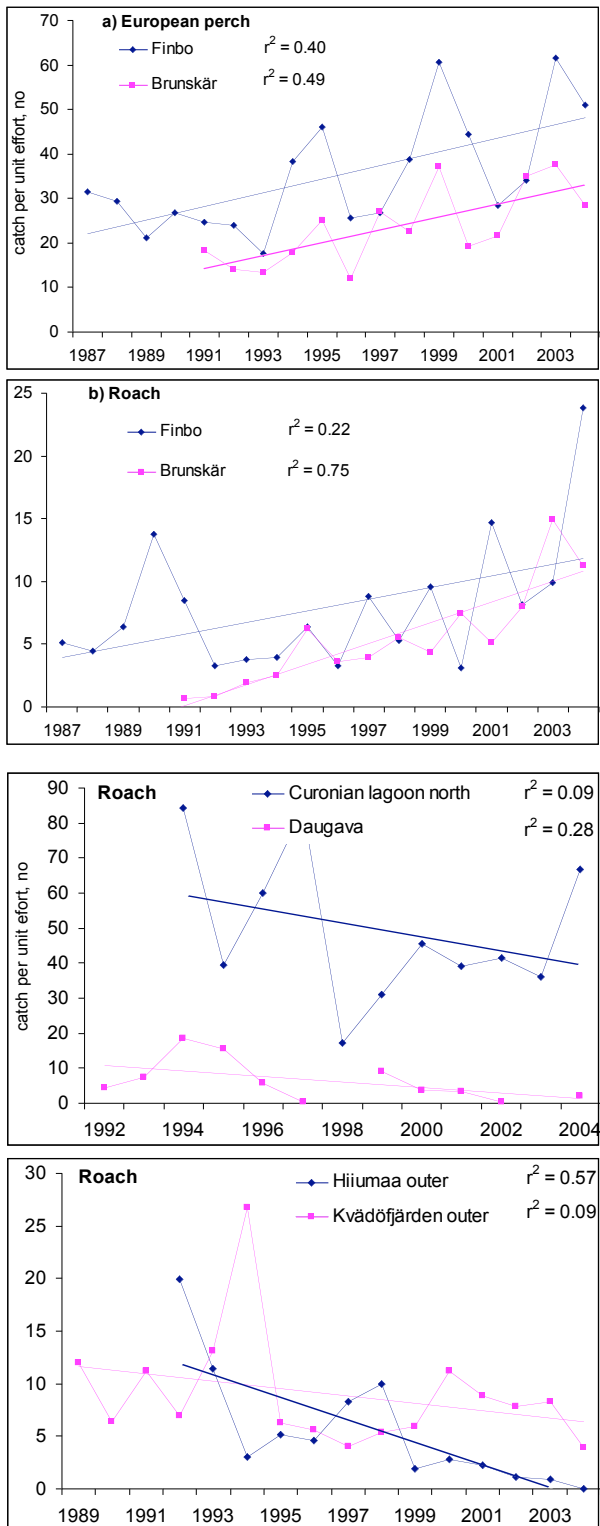 a) European perch
Finbo r² = 0.40
Brunskär r² = 0.49
catch per unit effort, no
70
60
50
40
30
20
10
0
1987 1989 1991 1993 1995 1997 1999 2001 2003
b) Roach
Finbo r² = 0.22
Brunskär r² = 0.75
25
20
15
10
5
0
1987 1989 1991 1993 1995 1997 1999 2001 2003
Roach
Curonian lagoon north r² = 0.09
Daugava r² = 0.28
catch per unit efort, no
90
80
70
60
50
40
30
20
10
0
1992 1994 1996 1998 2000 2002 2004
Roach
Hiiumaa outer r² = 0.57
Kvädöfjärden outer r² = 0.09
30
25
20
15
10
5
0
1989 1991 1993 1995 1997 1999 2001 2003